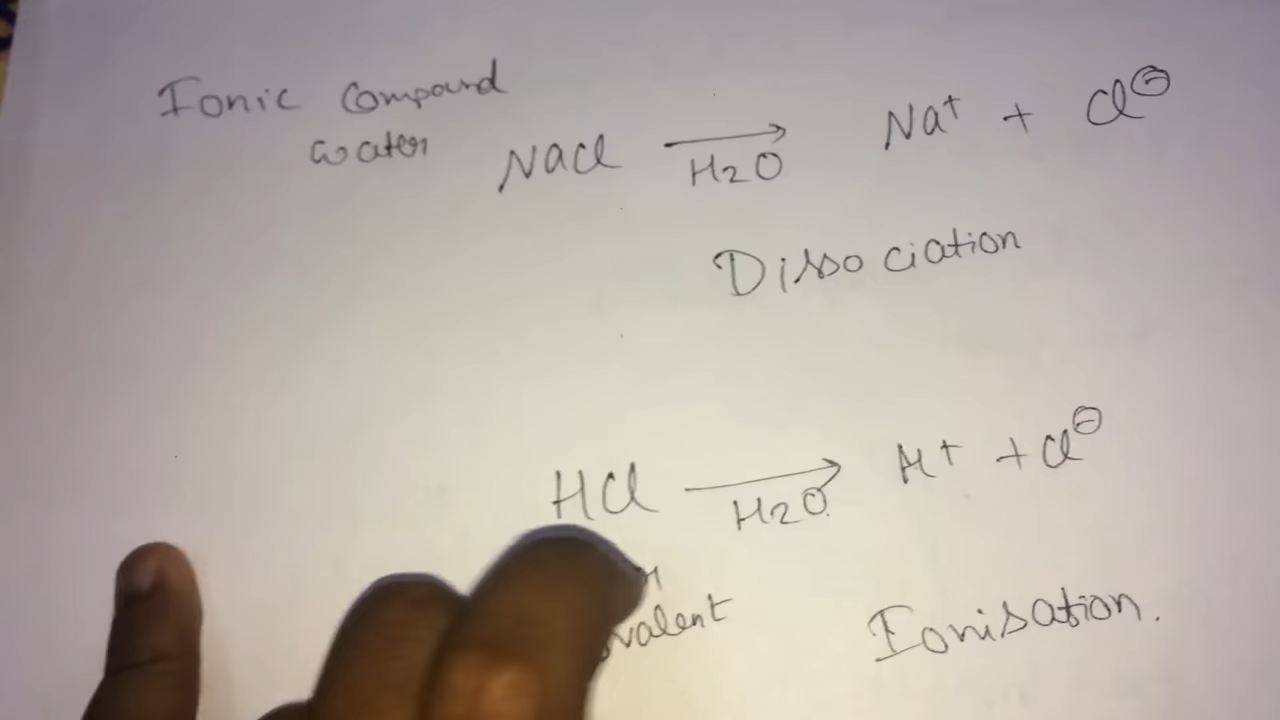 Ionic Compound
water NaCl → H2O Na+ + Cl⊖
Dissociation
HCl → H2O H+ + Cl⊖
Ionisation.